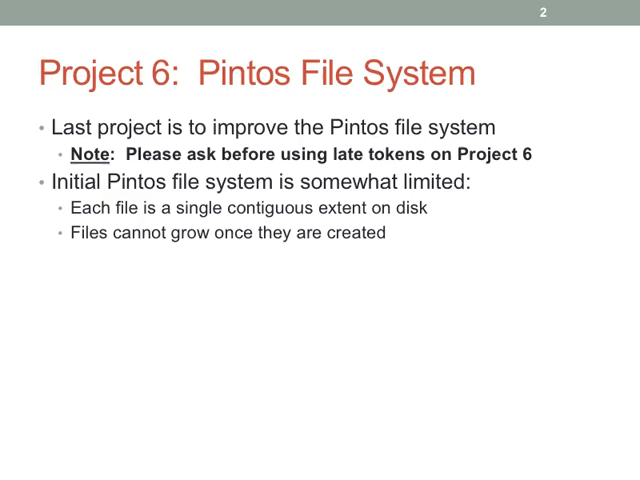 2
Project 6:  Pintos File System
• Last project is to improve the Pintos file system
• Note:  Please ask before using late tokens on Project 6
• Initial Pintos file system is somewhat limited:
• Each file is a single contiguous extent on disk
• Files cannot grow once they are created